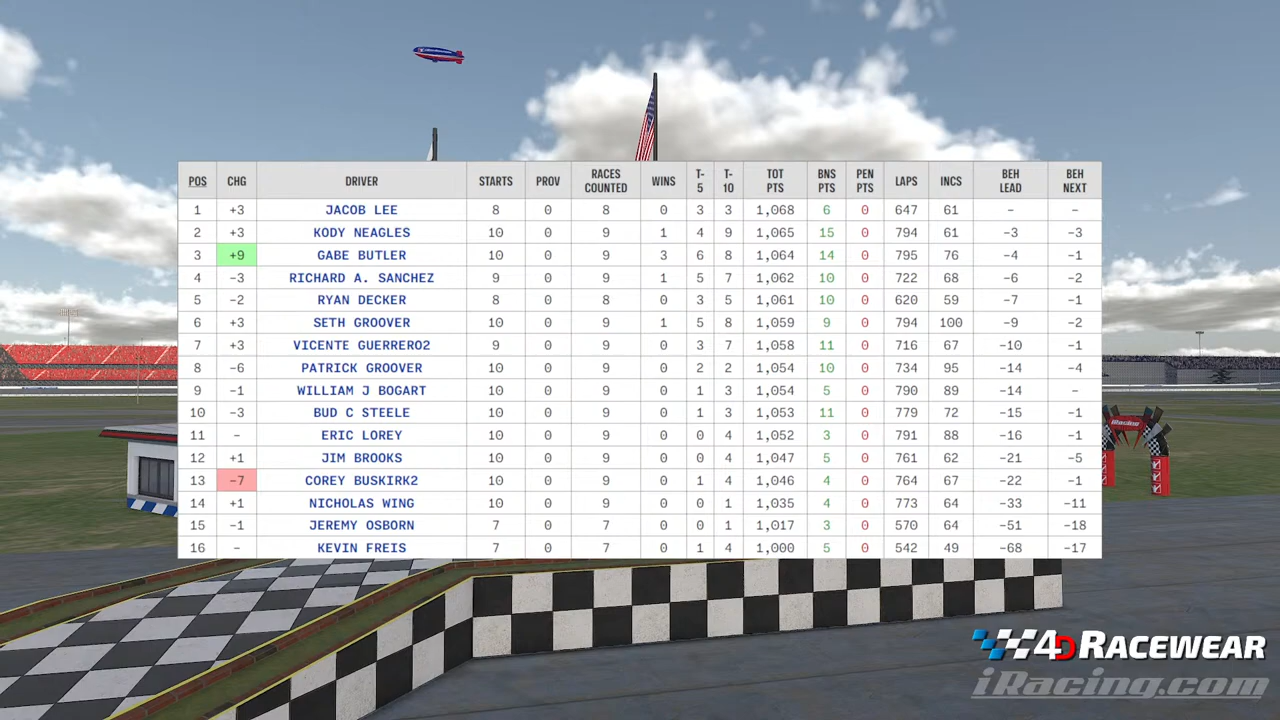 POS CHG DRIVER STARTS PROV RACES COUNTED WINS T-5 T-10 TOT PTS BNS PTS PEN PTS LAPS INCS BEH LEAD BEH NEXT
1 +3 JACOB LEE 8 0 8 0 3 3 1,068 6 0 647 61 – –
2 +3 KODY NEAGLES 10 0 9 1 4 9 1,065 15 0 794 61 –3 –3
3 +9 GABE BUTLER 10 0 9 3 6 8 1,064 14 0 795 76 –4 –1
4 –3 RICHARD A. SANCHEZ 9 0 9 1 5 7 1,062 10 0 722 68 –6 –2
5 –2 RYAN DECKER 8 0 8 0 3 5 1,061 10 0 620 59 –7 –1
6 +3 SETH GROOVER 10 0 9 1 5 8 1,059 9 0 794 100 –9 –2
7 +3 VICENTE GUERRERO2 9 0 9 0 3 7 1,058 11 0 716 67 –10 –1
8 –6 PATRICK GROOVER 10 0 9 0 2 2 1,054 10 0 734 95 –14 –4
9 –1 WILLIAM J BOGART 10 0 9 0 1 3 1,054 5 0 790 89 –14 –
10 –3 BUD C STEELE 10 0 9 0 1 3 1,053 11 0 779 72 –15 –1
11 – ERIC LOREY 10 0 9 0 0 4 1,052 3 0 791 88 –16 –1
12 +1 JIM BROOKS 10 0 9 0 0 4 1,047 5 0 761 62 –21 –5
13 –7 COREY BUSKIRK2 10 0 9 0 1 4 1,046 4 0 764 67 –22 –1
14 +1 NICHOLAS WING 10 0 9 0 0 1 1,035 4 0 773 64 –33 –11
15 –1 JEREMY OSBORN 7 0 7 0 0 1 1,017 3 0 570 64 –51 –18
16 – KEVIN FREIS 7 0 7 0 1 4 1,000 5 0 542 49 –68 –17
iRacing
4D RACEWEAR
iRacing.com